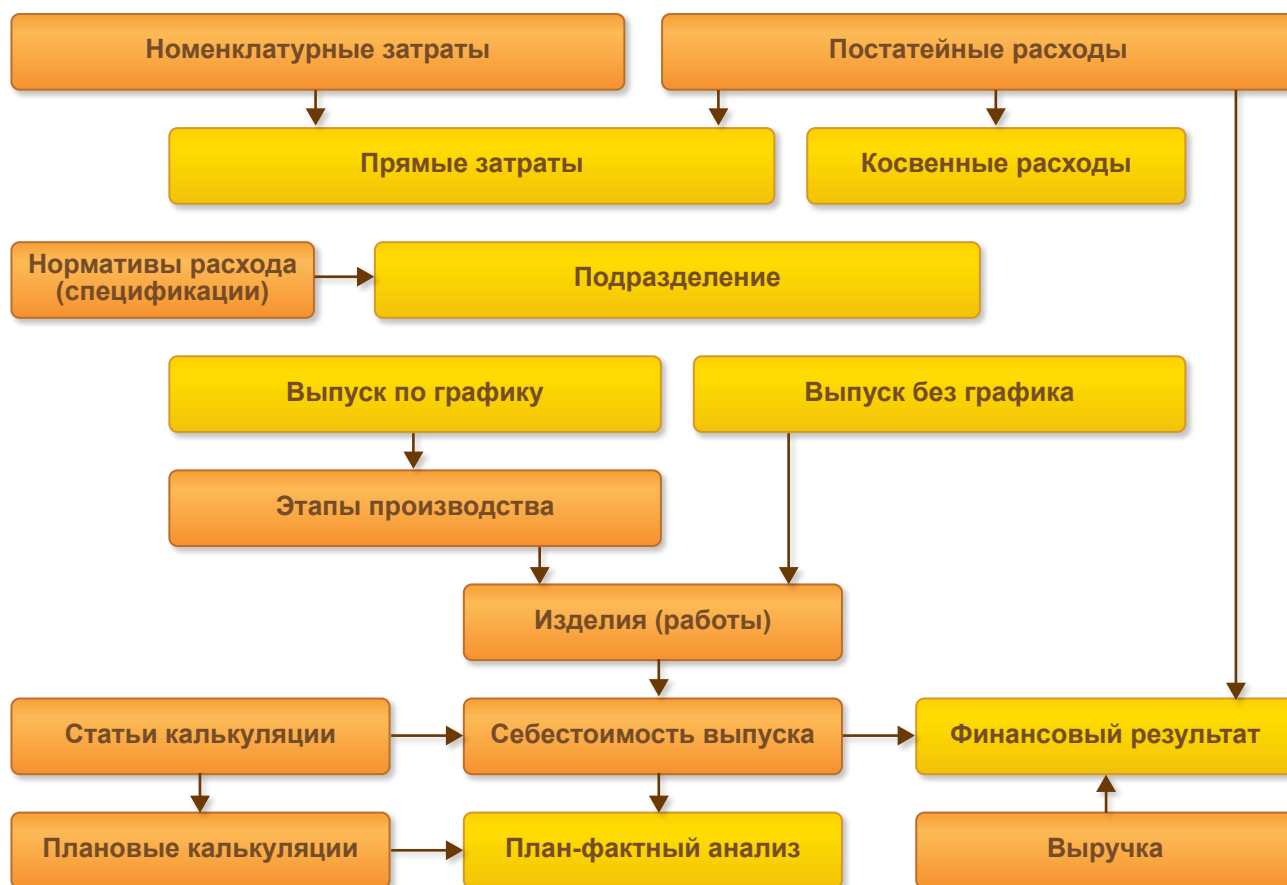 Номенклатурные затраты
Постатейные расходы
Прямые затраты
Косвенные расходы
Нормативы расхода
(спецификации)
Подразделение
Выпуск по графику
Выпуск без графика
Этапы производства
Изделия (работы)
Статьи калькуляции
Себестоимость выпуска
Финансовый результат
Плановые калькуляции
План-фактный анализ
Выручка